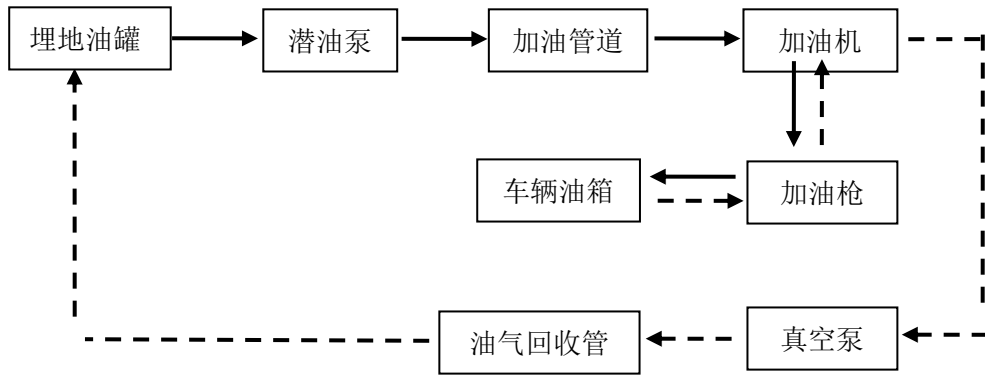 埋地油罐
潜油泵
加油管道
加油机
车辆油箱
加油枪
油气回收管
真空泵